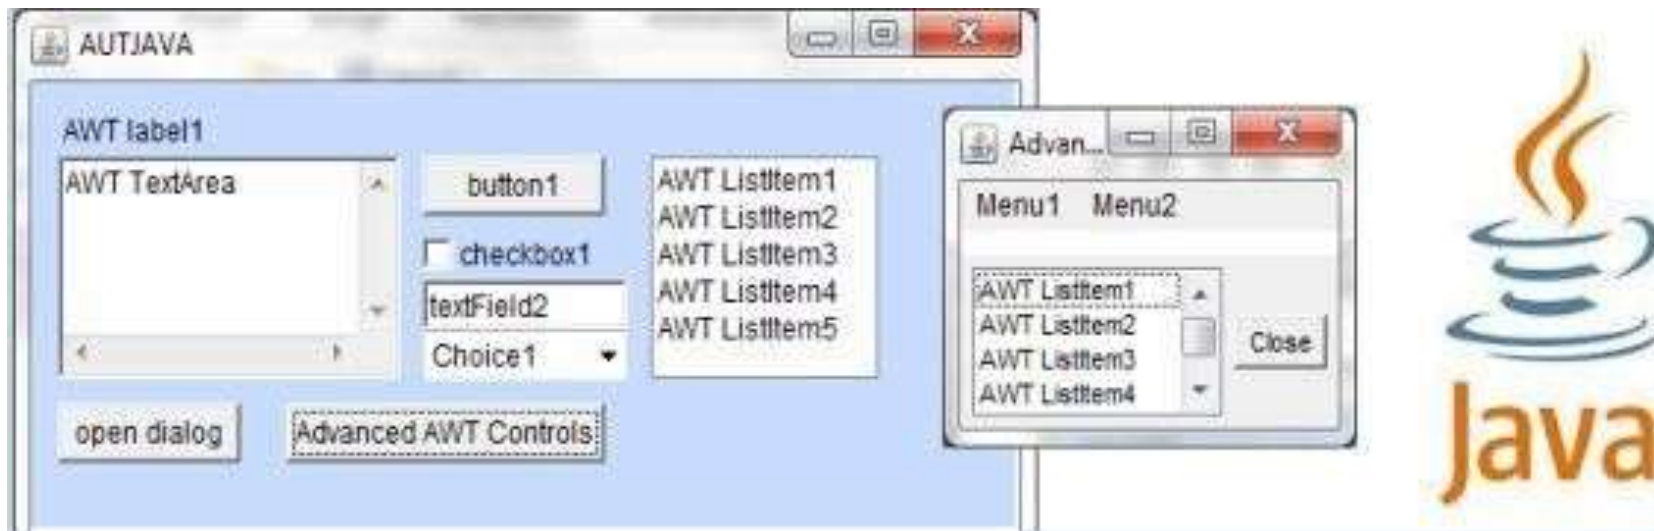 AUTJAVA
AWT label1
AWT TextArea
button1
checkbox1
textField2
Choice1
AWT ListItem1
AWT ListItem2
AWT ListItem3
AWT ListItem4
AWT ListItem5
open dialog
Advanced AWT Controls
Advan...
Menu1 Menu2
AWT ListItem1
AWT ListItem2
AWT ListItem3
AWT ListItem4
Close
Java